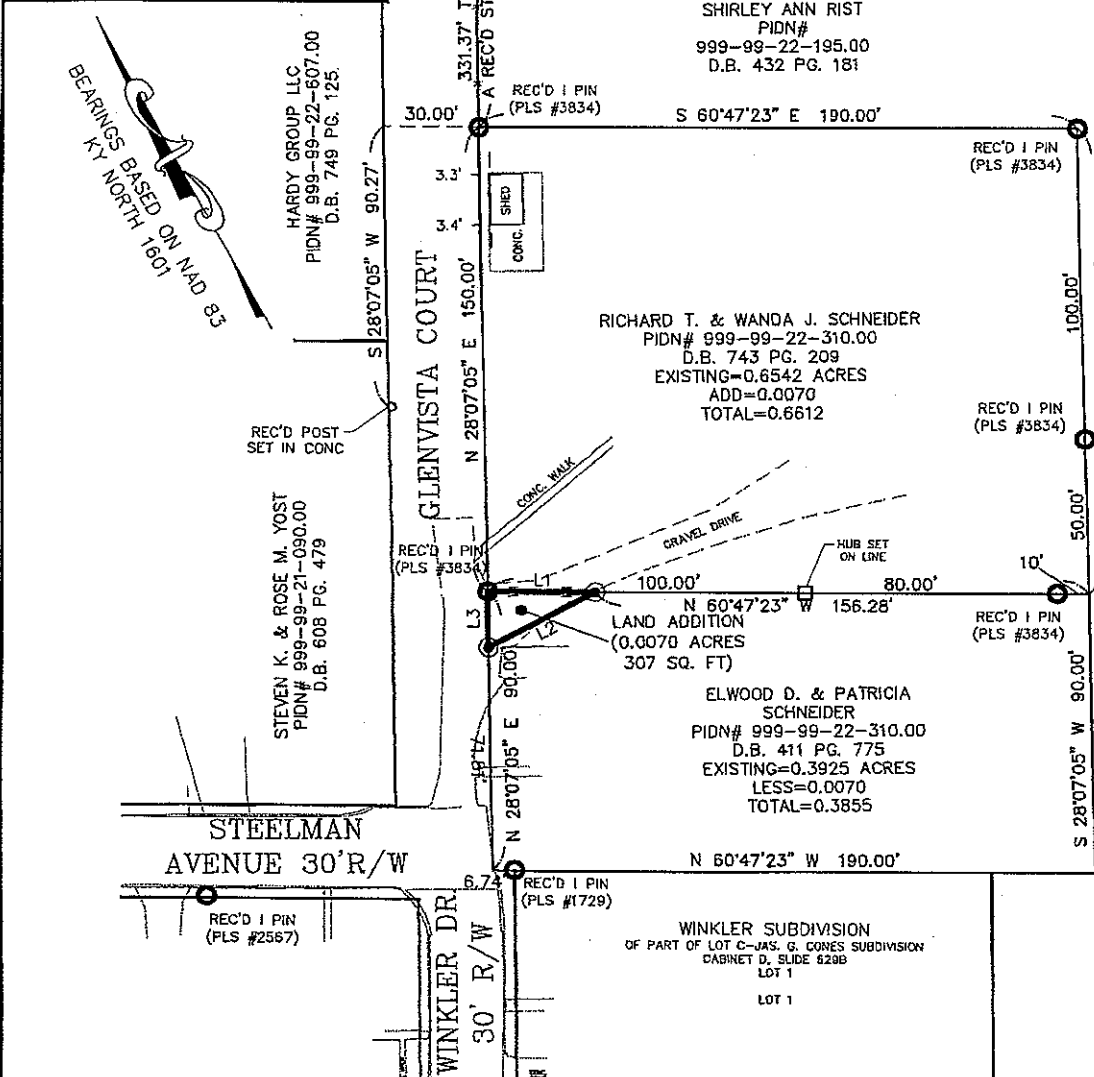 SHIRLEY ANN RIST
PIDN#
999-99-22-195.00
D.B. 432 PG. 181
331.37' T
A REC'D
HARDY GROUP LLC
PIDN# 999-99-22-607.00
D.B. 749 PG. 125.
BEARINGS BASED ON NAD 83
KY NORTH 1601
30.00'
REC'D I PIN
(PLS #3834)
S 60°47'23" E 190.00'
REC'D I PIN
(PLS #3834)
S 28°07'05" W 90.27'
3.3'
SHED
3.4'
CONC.
GLENVISTA COURT
N 28°07'05" E 150.00'
100.00'
RICHARD T. & WANDA J. SCHNEIDER
PIDN# 999-99-22-310.00
D.B. 743 PG. 209
EXISTING=0.6542 ACRES
ADD=0.0070
TOTAL=0.6612
REC'D POST
SET IN CONC
REC'D I PIN
(PLS #3834)
CONC. WALK
GRAVEL DRIVE
HUB SET
ON LINE
50.00'
STEVEN K. & ROSE M. YOST
PIDN# 999-99-21-090.00
D.B. 608 PG. 479
REC'D I PIN
(PLS #3834)
L1
100.00'
80.00'
10'
N 60°47'23" W 156.28'
L3
L2
LAND ADDITION
(0.0070 ACRES
307 SQ. FT)
REC'D I PIN
(PLS #3834)
N 28°07'05" E 90.00'
71.61'
ELWOOD D. & PATRICIA
SCHNEIDER
PIDN# 999-99-22-310.00
D.B. 411 PG. 775
EXISTING=0.3925 ACRES
LESS=0.0070
TOTAL=0.3855
S 28°07'05" W 90.00'
STEELMAN
AVENUE 30'R/W
N 60°47'23" W 190.00'
6.74'
REC'D I PIN
(PLS #1729)
REC'D I PIN
(PLS #2567)
WINKLER DR.
30' R/W
WINKLER SUBDIVISION
OF PART OF LOT C-JAS. G. CONES SUBDIVISION
CABINET D, SLIDE 629B
LOT 1
LOT 1